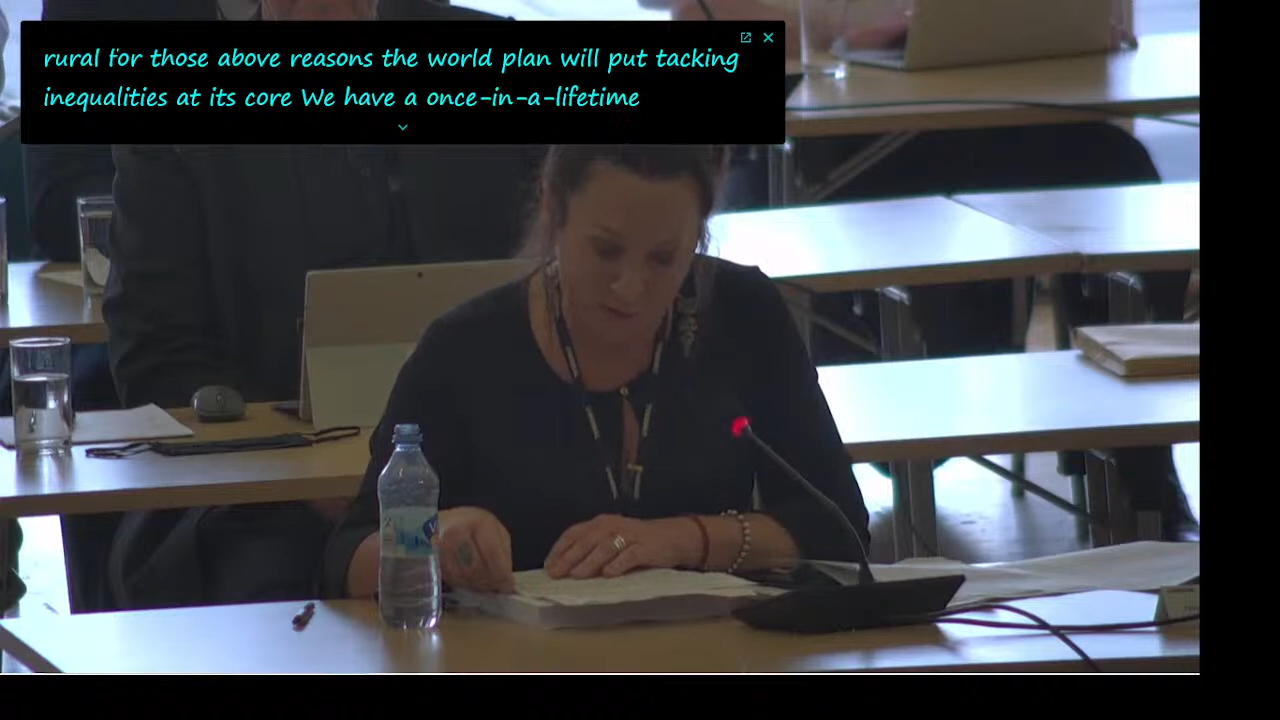 rural for those above reasons the world plan will put tacking
inequalities at its core We have a once-in-a-lifetime